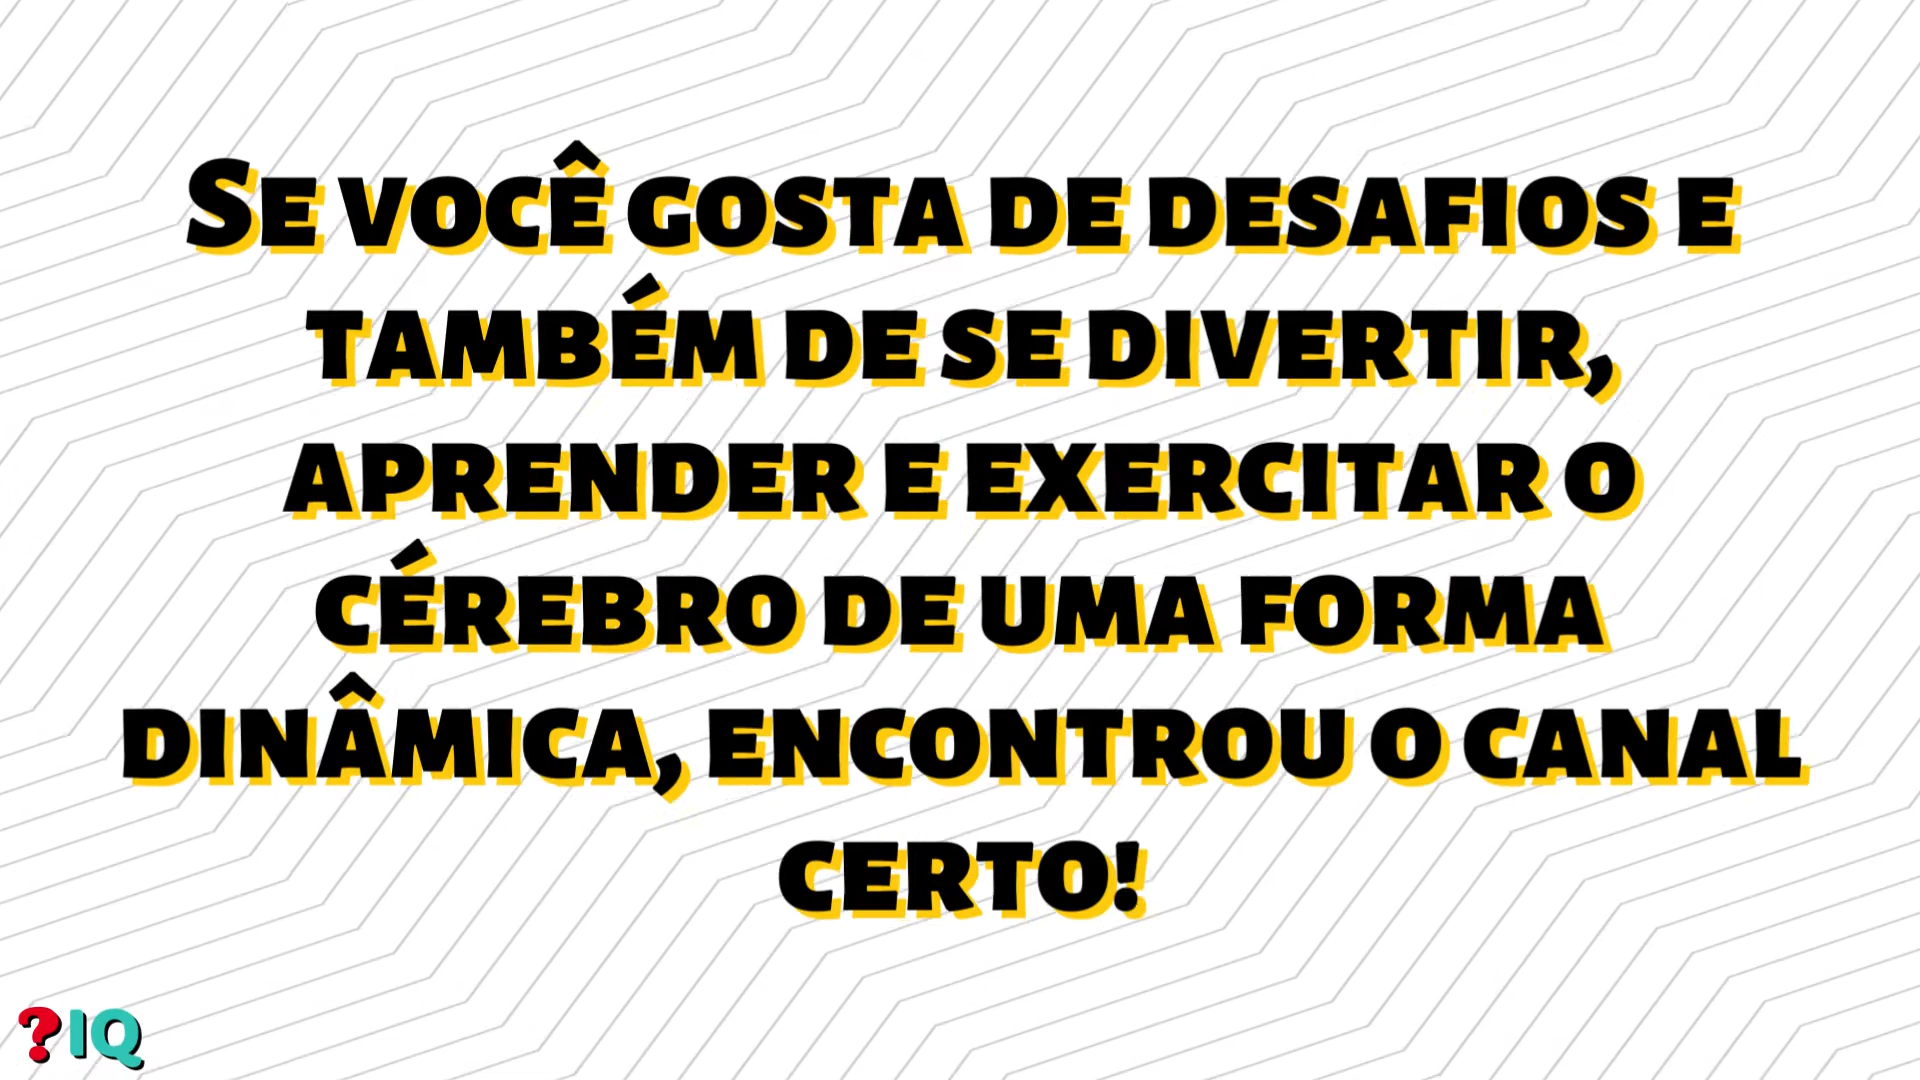 Se você gosta de desafios e
também de se divertir,
aprender e exercitar o
cérebro de uma forma
dinâmica, encontrou o canal
certo!
?IQ